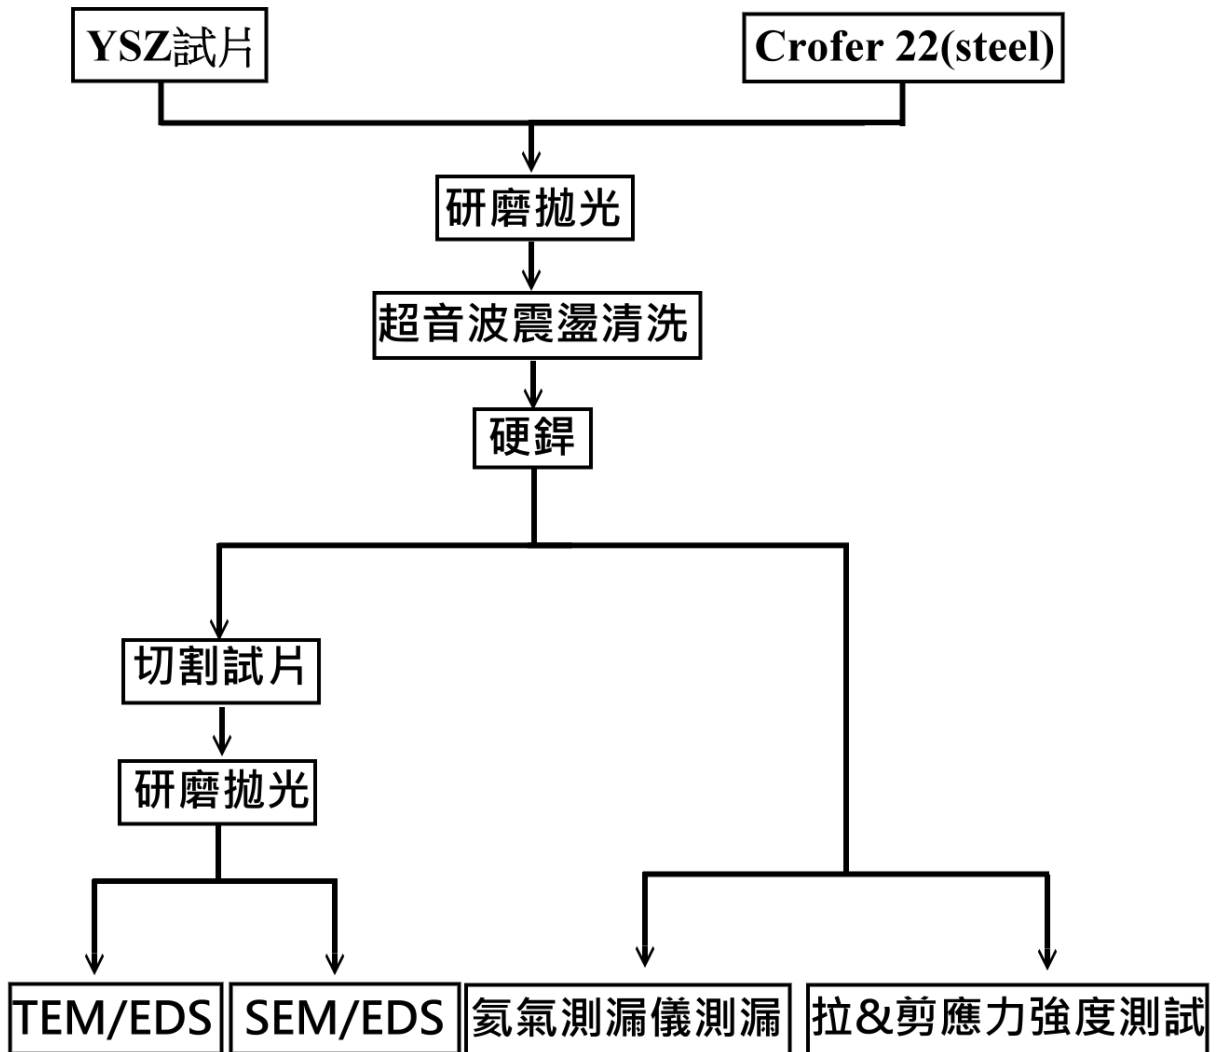 YSZ試片
Crofer 22(steel)
研磨拋光
超音波震盪清洗
硬銲
切割試片
研磨拋光
TEM/EDS
SEM/EDS
氦氣測漏儀測漏
拉&剪應力強度測試